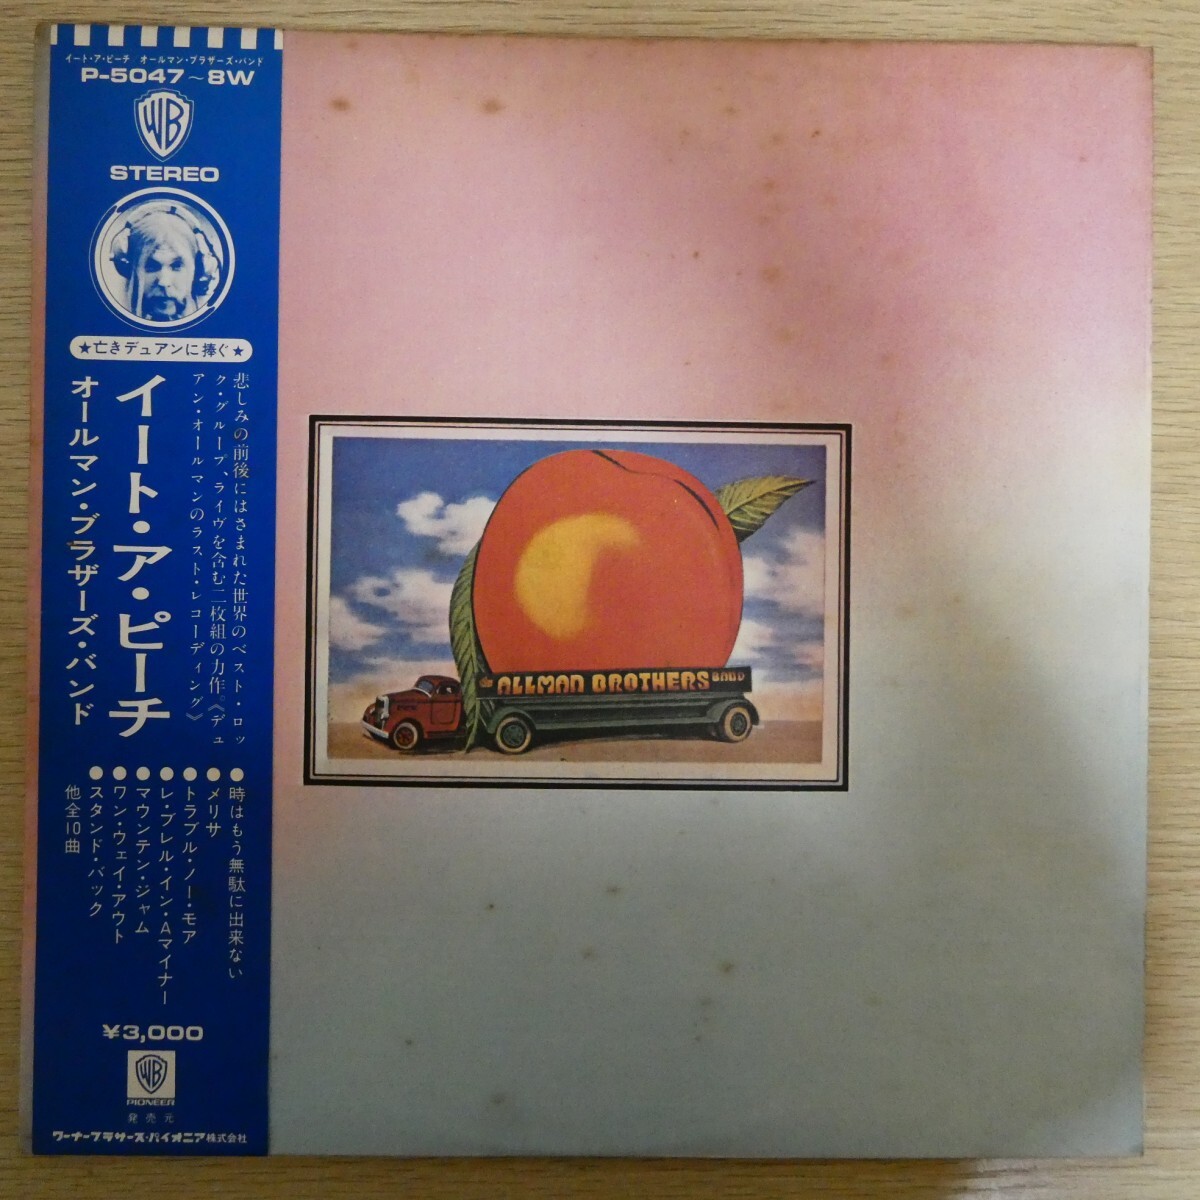 イート・ア・ピーチ オールマン・ブラザーズ・バンド
P-5047~8W
WB
STEREO
★亡きデュアンに捧ぐ★
悲しみの前後にはさまれた世界のベスト・ロッ
ク・グループ、ライヴを含む二枚組の力作。《デュ
アン・オールマンのラスト・レコーディング》
イート・ア・ピーチ
オールマン・ブラザーズ・バンド
●時はもう無駄に出来ない
●メリサ
●トラブル・ノー・モア
●レ・ブレル・イン・Aマイナー
●マウンテン・ジャム
●ワン・ウェイ・アウト
●スタンド・バック
他全10曲
¥3,000
WB
PIONEER
発売元
ワーナーブラザーズ・パイオニア株式会社
the ALLMAN BROTHERS BAND